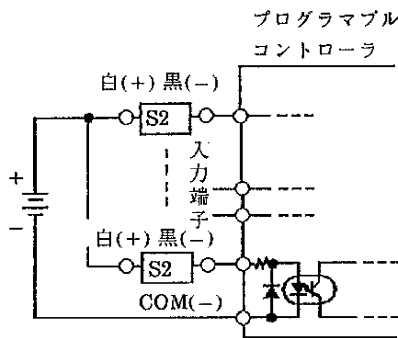 プログラマブル
コントローラ
白(+) 黒(−)
S2
入力端子
+
−
白(+) 黒(−)
S2
COM(−)